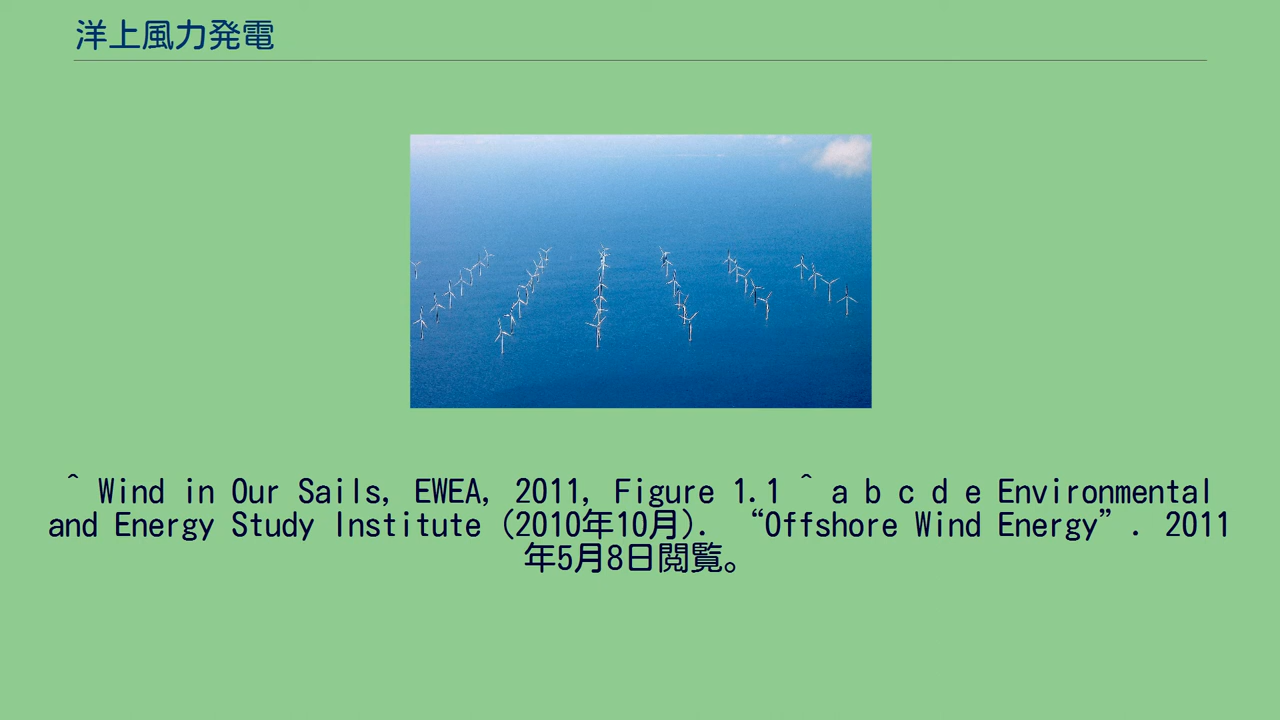 洋上風力発電
^ Wind in Our Sails, EWEA, 2011, Figure 1.1 ^ a b c d e Environmental
and Energy Study Institute (2010年10月). “Offshore Wind Energy”. 2011
年5月8日閲覧。